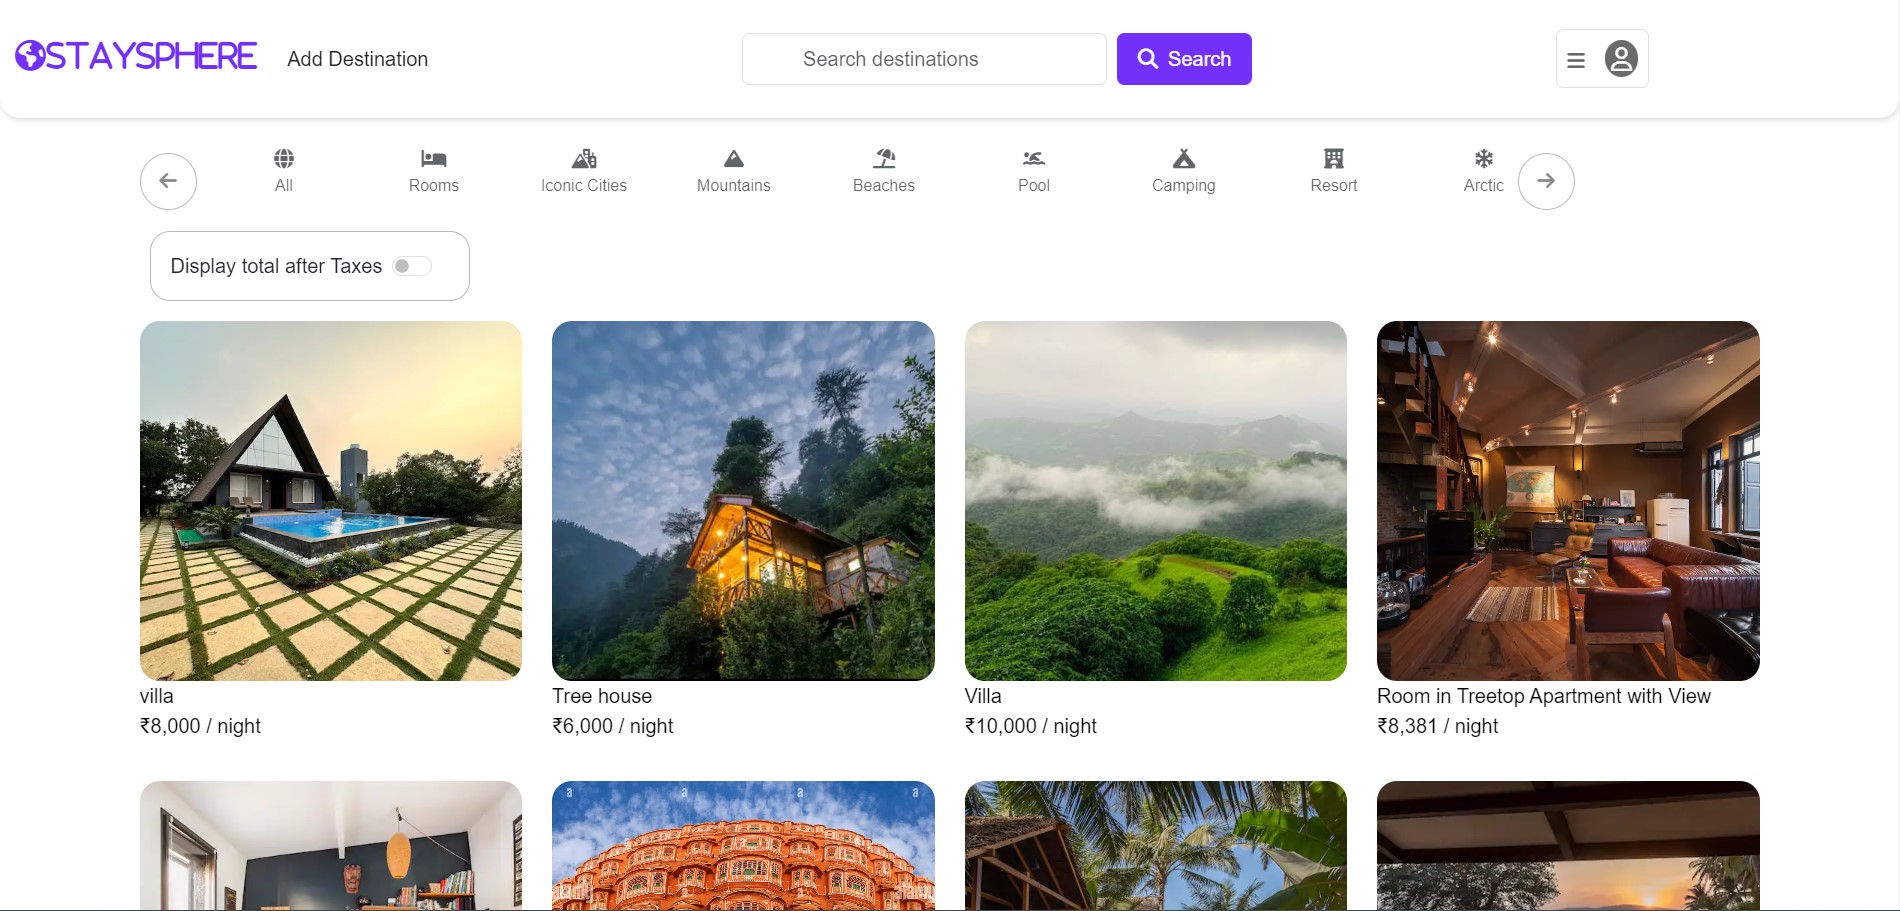 STAYSPHERE
Add Destination
Search destinations
Search
All
Rooms
Iconic Cities
Mountains
Beaches
Pool
Camping
Resort
Arctic
Display total after Taxes
villa
₹8,000 / night
Tree house
₹6,000 / night
Villa
₹10,000 / night
Room in Treetop Apartment with View
₹8,381 / night
a a a a